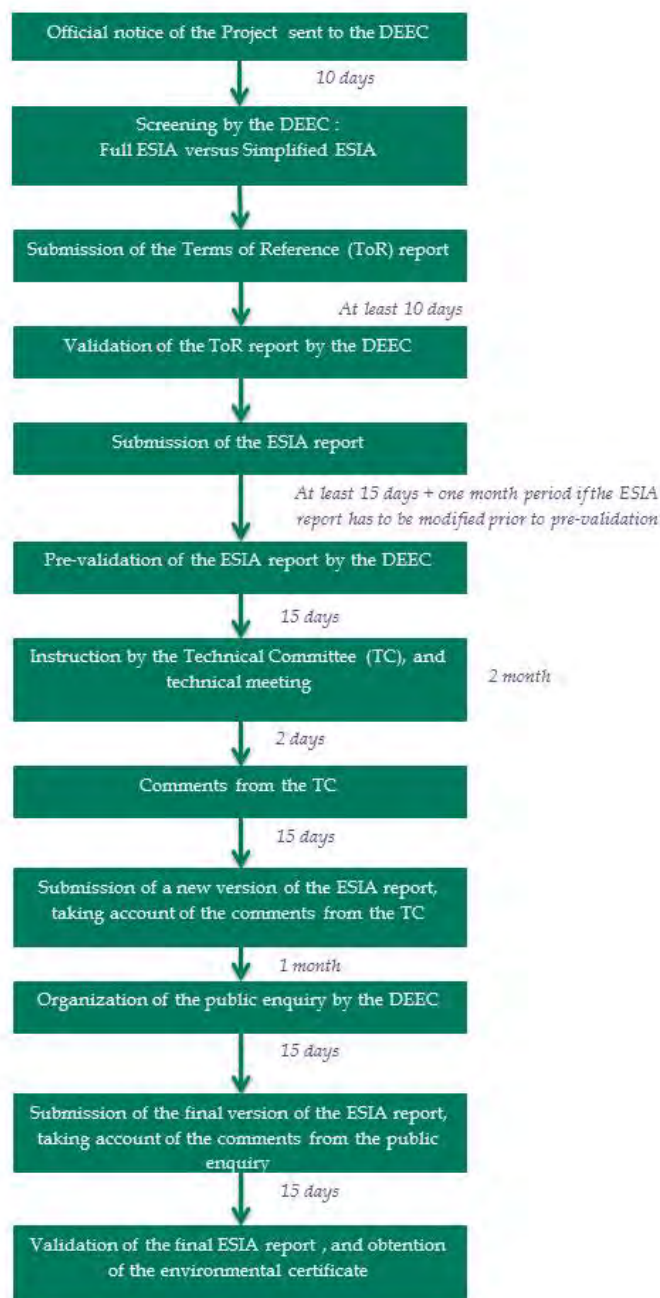 Official notice of the Project sent to the DEEC
10 days
Screening by the DEEC :
Full ESIA versus Simplified ESIA
Submission of the Terms of Reference (ToR) report
At least 10 days
Validation of the ToR report by the DEEC
Submission of the ESIA report
At least 15 days + one month period if the ESIA
report has to be modified prior to pre-validation
Pre-validation of the ESIA report by the DEEC
15 days
Instruction by the Technical Committee (TC), and
technical meeting
2 month
2 days
Comments from the TC
15 days
Submission of a new version of the ESIA report,
taking account of the comments from the TC
1 month
Organization of the public enquiry by the DEEC
15 days
Submission of the final version of the ESIA report,
taking account of the comments from the public
enquiry
15 days
Validation of the final ESIA report , and obtention
of the environmental certificate